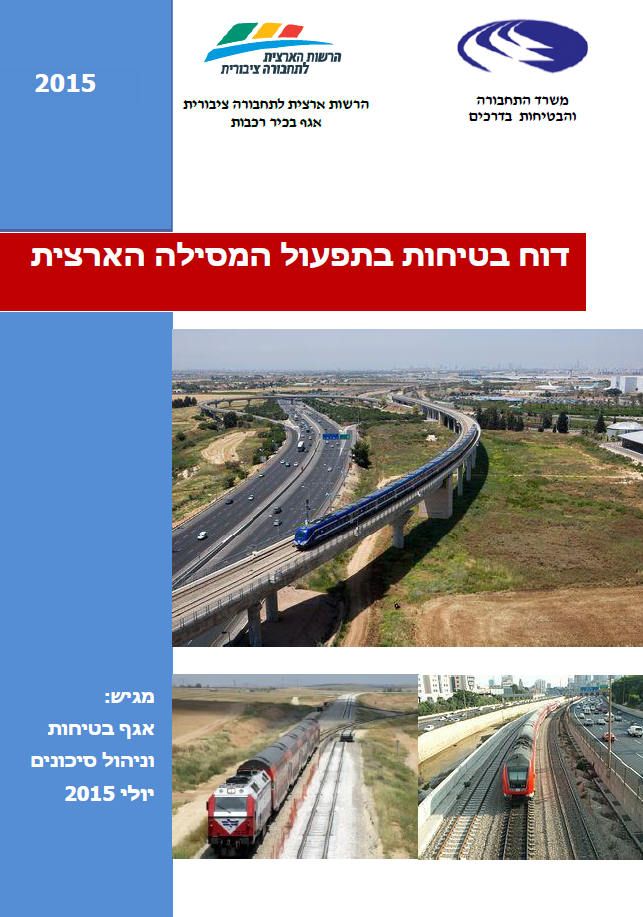 משרד התחבורה
והבטיחות בדרכים
הרשות הארצית
לתחבורה ציבורית
הרשות ארצית לתחבורה ציבורית
אגף בכיר רכבות
2015
דוח בטיחות בתפעול המסילה הארצית
מגיש:
אגף בטיחות
וניהול סיכונים
יולי 2015